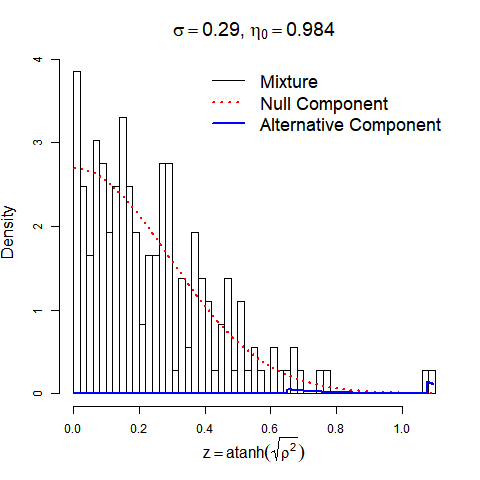 σ = 0.29, η₀ = 0.984
Mixture
Null Component
Alternative Component
Density
4
3
2
1
0
0.0 0.2 0.4 0.6 0.8 1.0
z = atanh(√ρ²)